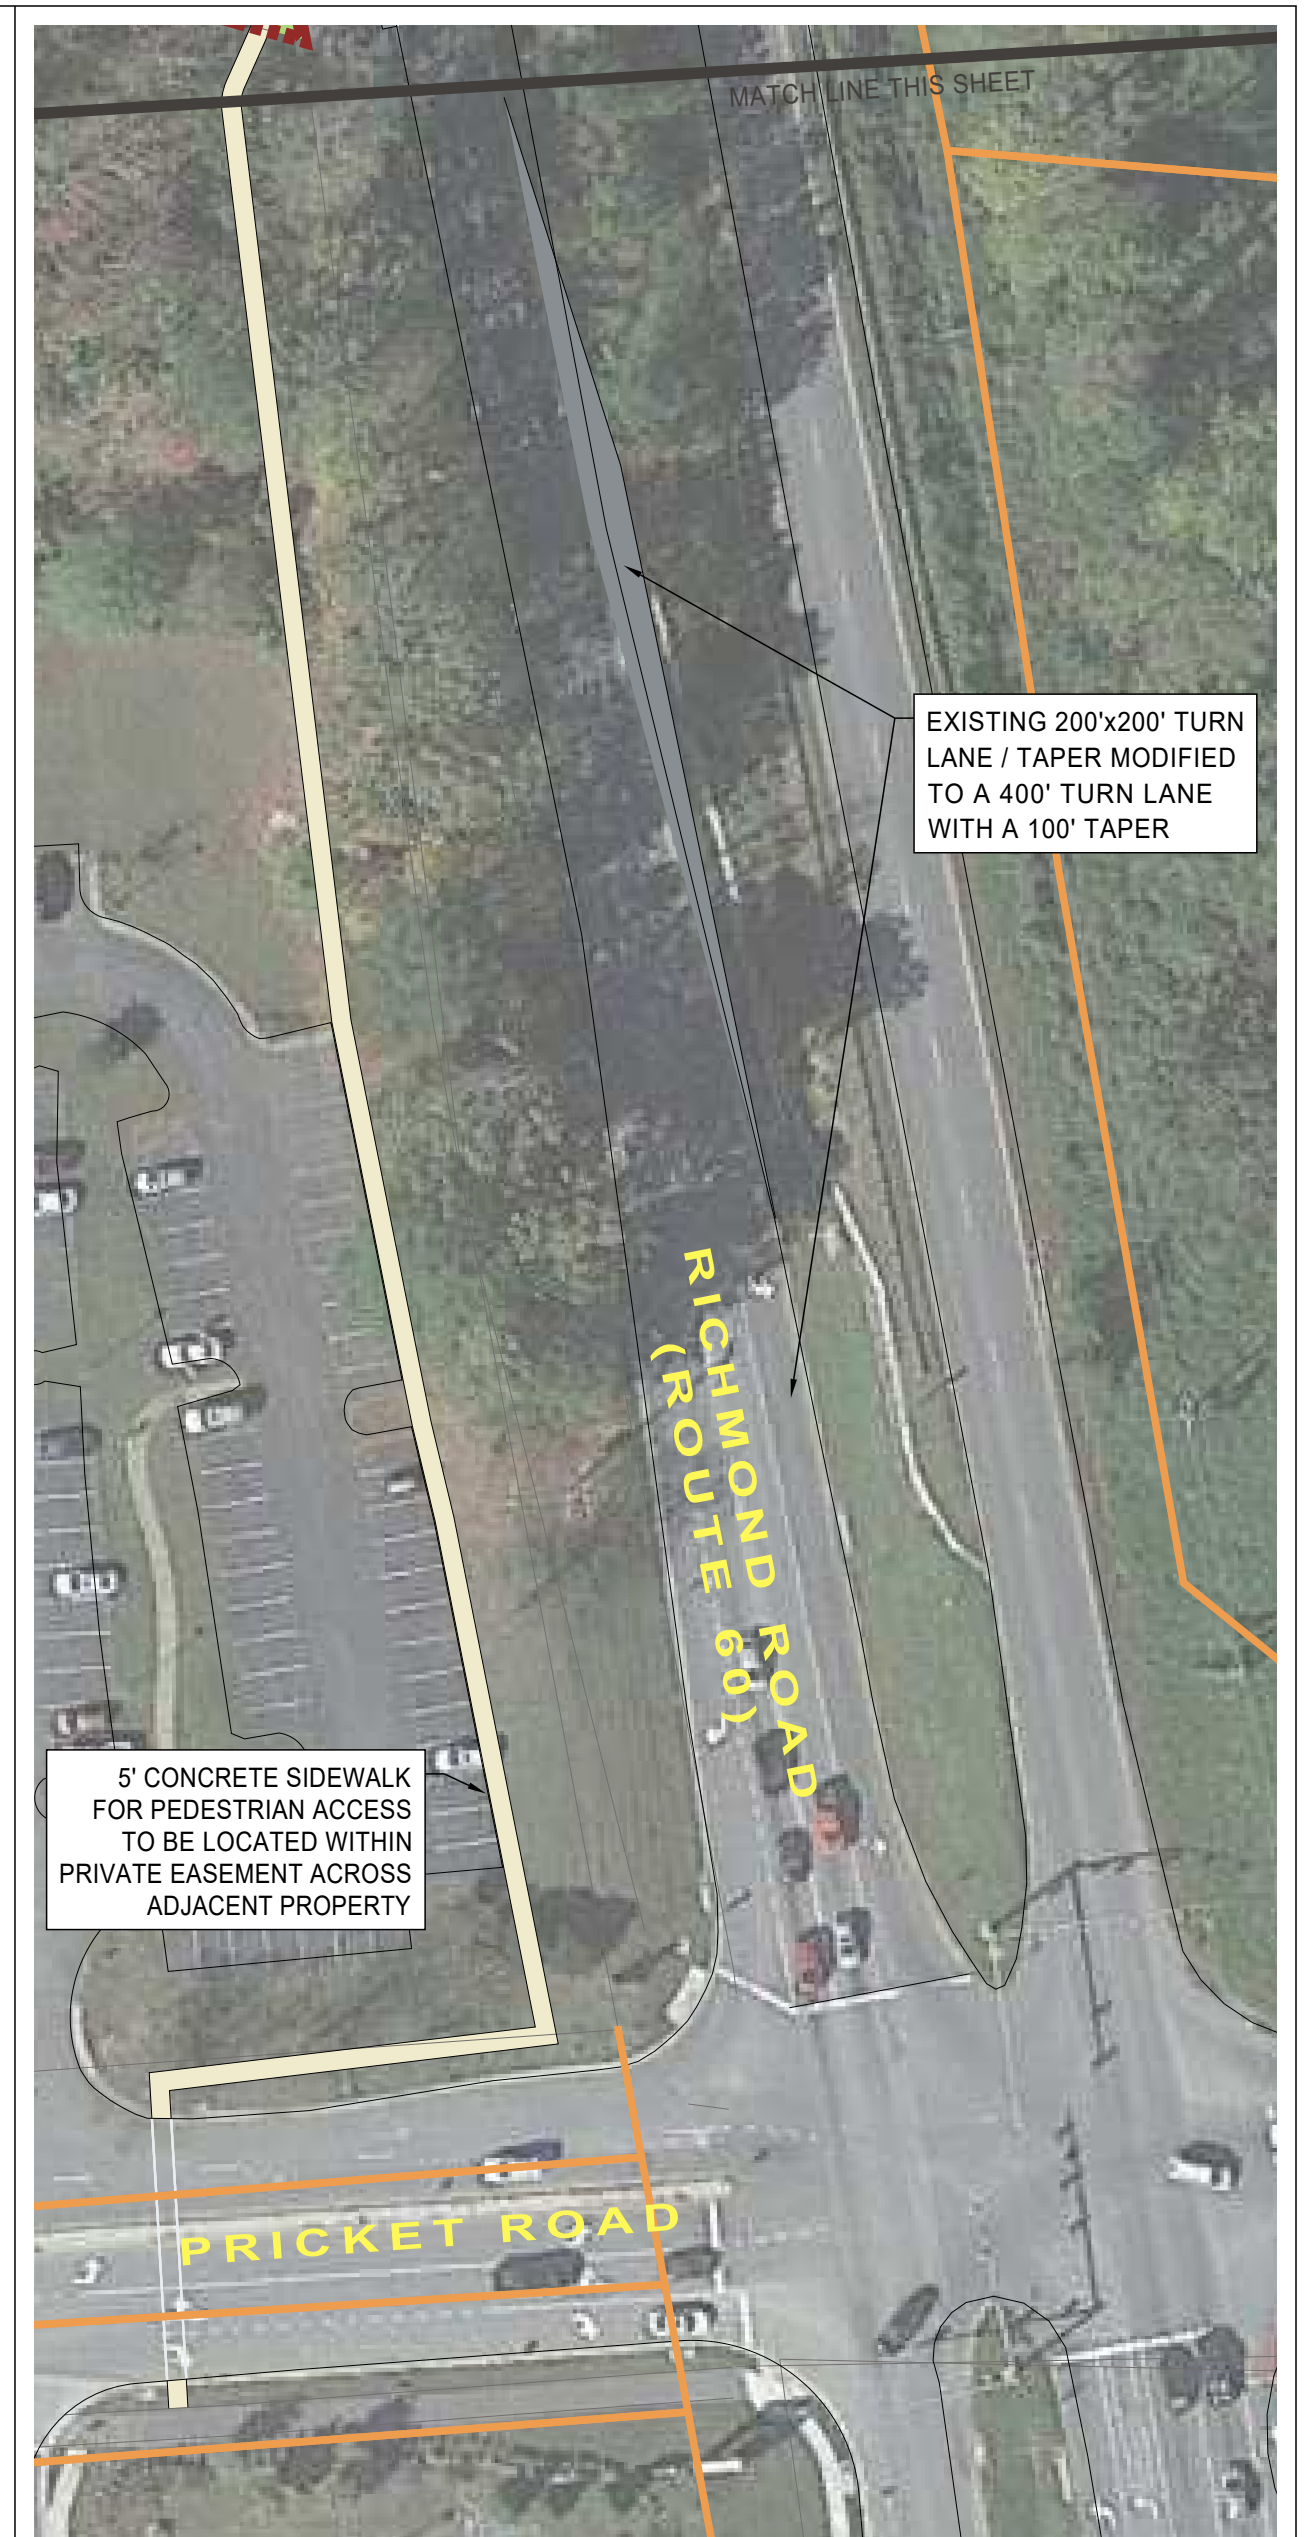 MATCH LINE THIS SHEET
EXISTING 200'x200' TURN
LANE / TAPER MODIFIED
TO A 400' TURN LANE
WITH A 100' TAPER
RICHMOND ROAD
(ROUTE 60)
5' CONCRETE SIDEWALK
FOR PEDESTRIAN ACCESS
TO BE LOCATED WITHIN
PRIVATE EASEMENT ACROSS
ADJACENT PROPERTY
PRICKET ROAD